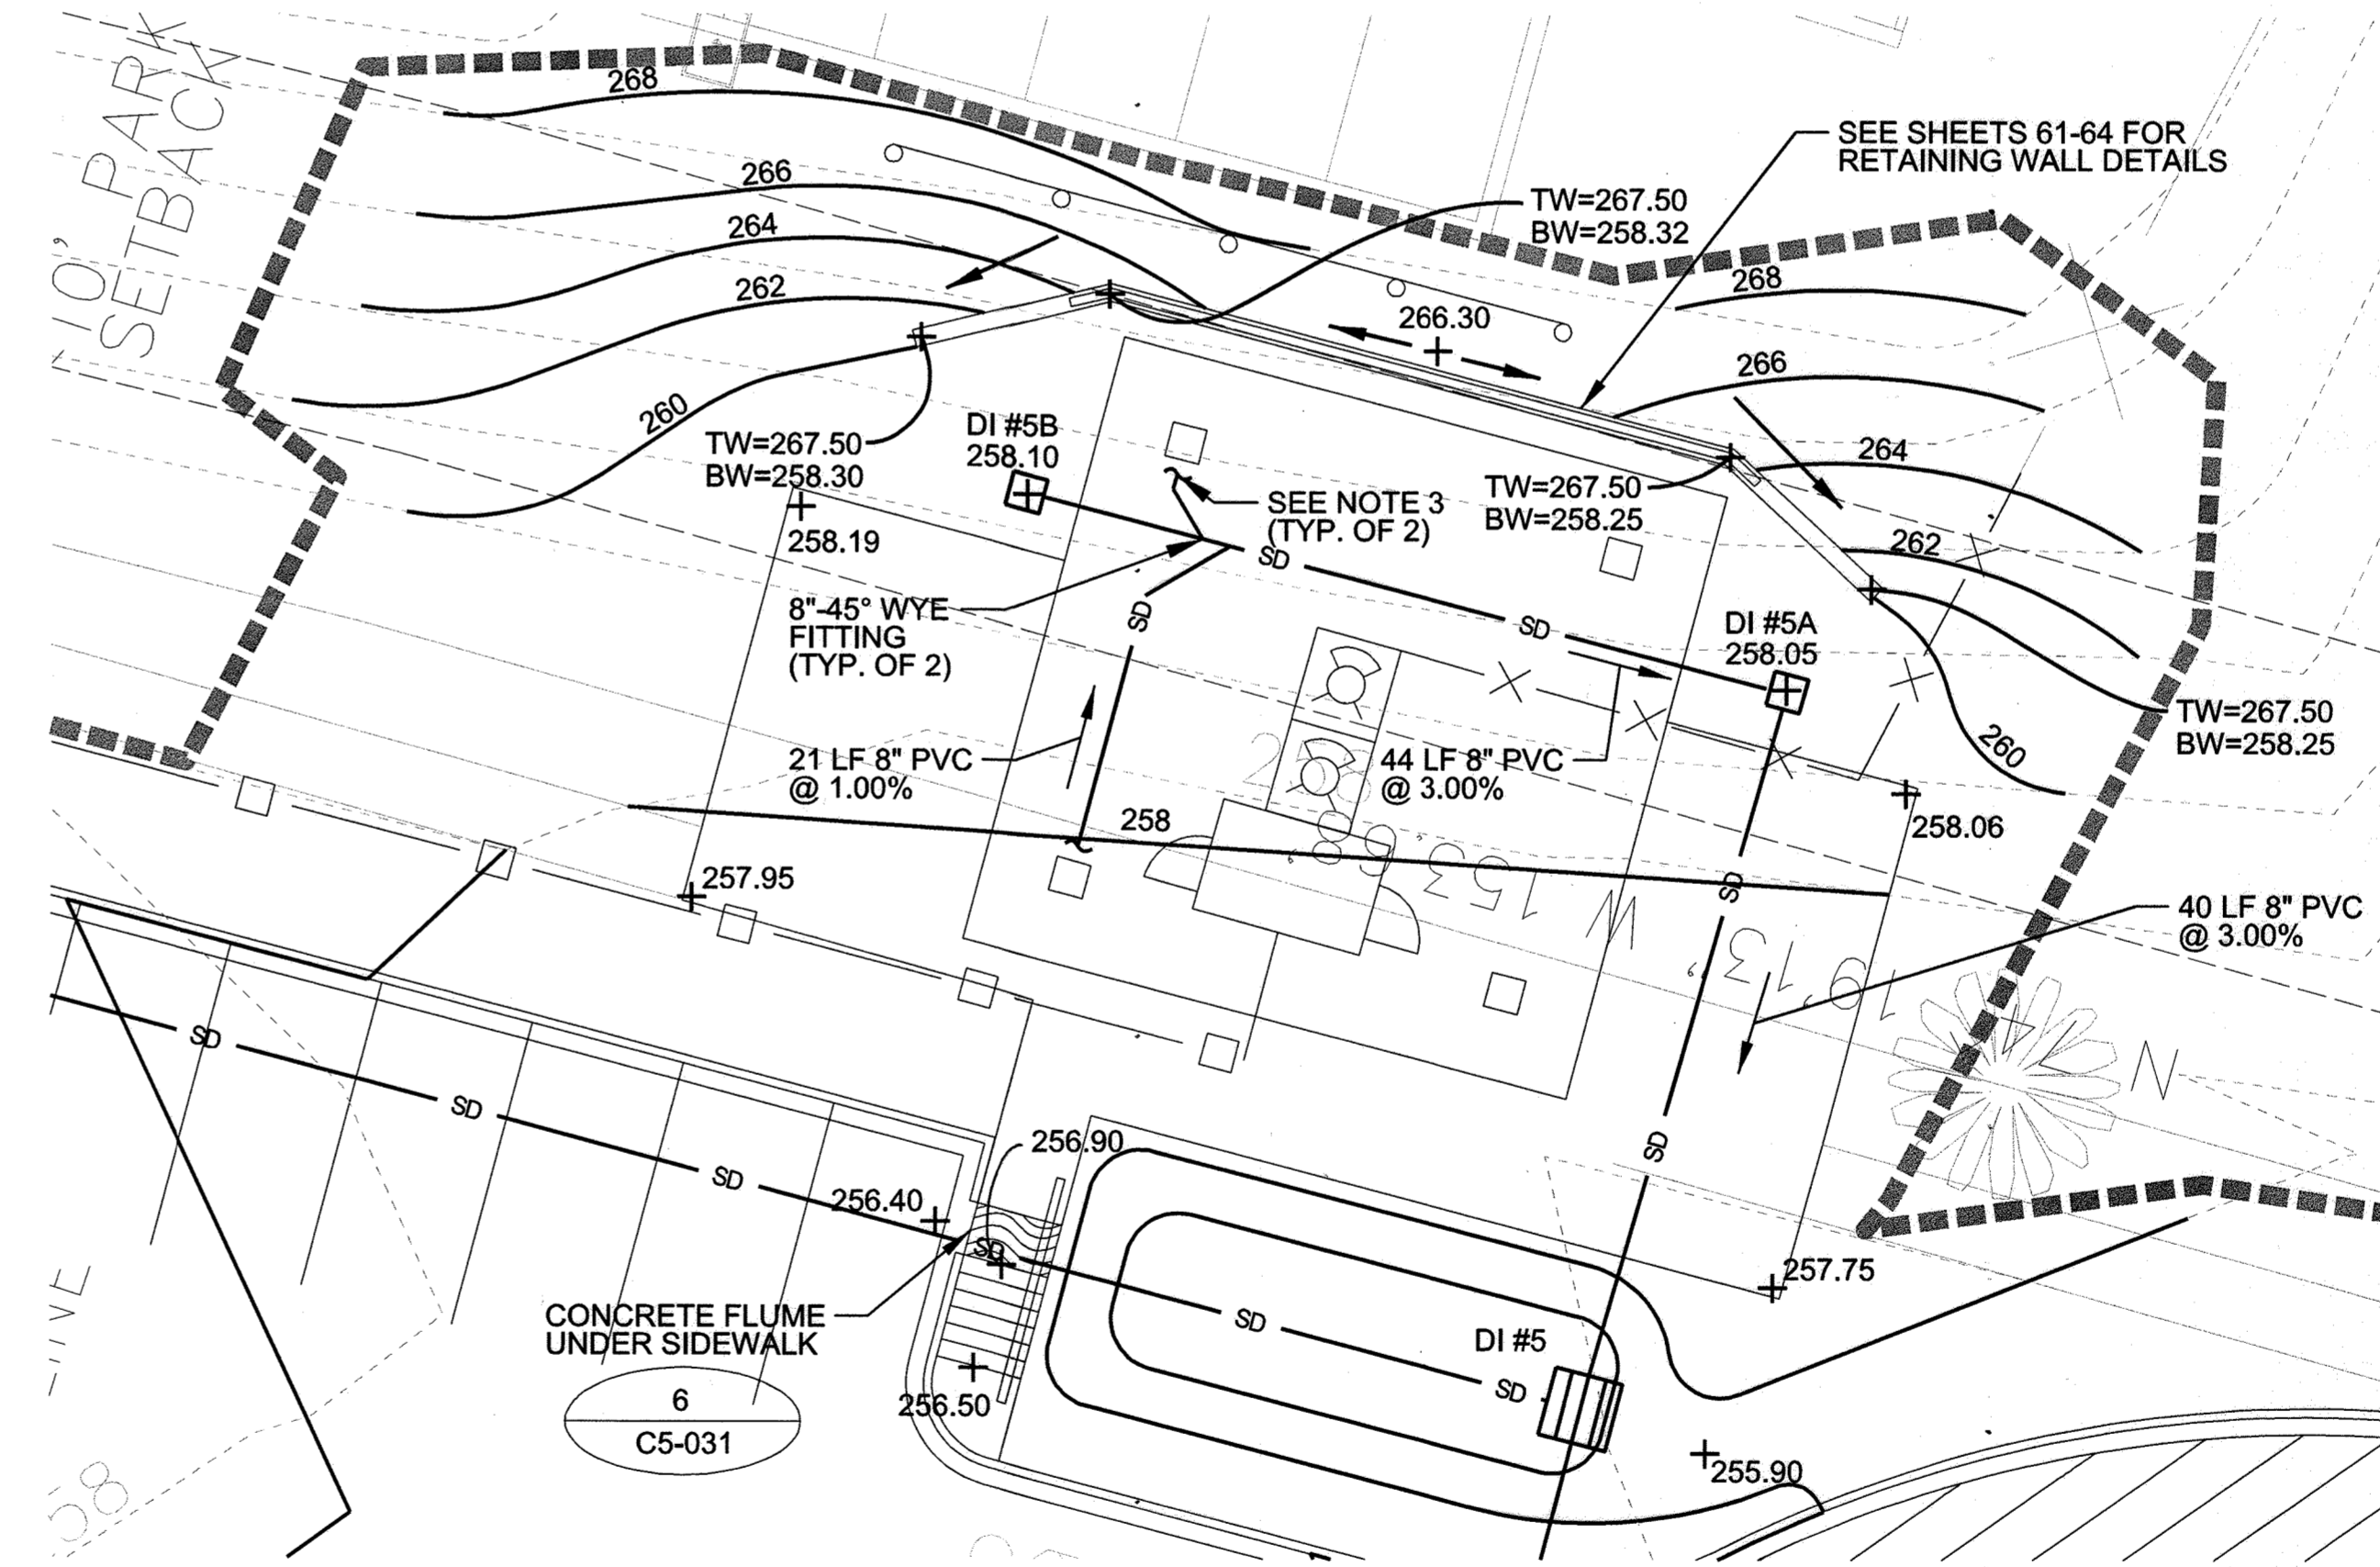 10' PARK
SETBACK
268
266
264
262
260
SEE SHEETS 61-64 FOR
RETAINING WALL DETAILS
TW=267.50
BW=258.32
266.30
268
266
264
262
260
TW=267.50
BW=258.30
DI #5B
258.10
258.19
SEE NOTE 3
(TYP. OF 2)
TW=267.50
BW=258.25
SD
SD
SD
8"-45° WYE
FITTING
(TYP. OF 2)
DI #5A
258.05
TW=267.50
BW=258.25
21 LF 8" PVC
@ 1.00%
44 LF 8" PVC
@ 3.00%
258
258
258.06
257.95
SD
40 LF 8" PVC
@ 3.00%
SD
SD
SD
SD
SD
SD
256.90
256.40
257.75
CONCRETE FLUME
UNDER SIDEWALK
SD
SD
DI #5
6
C5-031
256.50
255.90